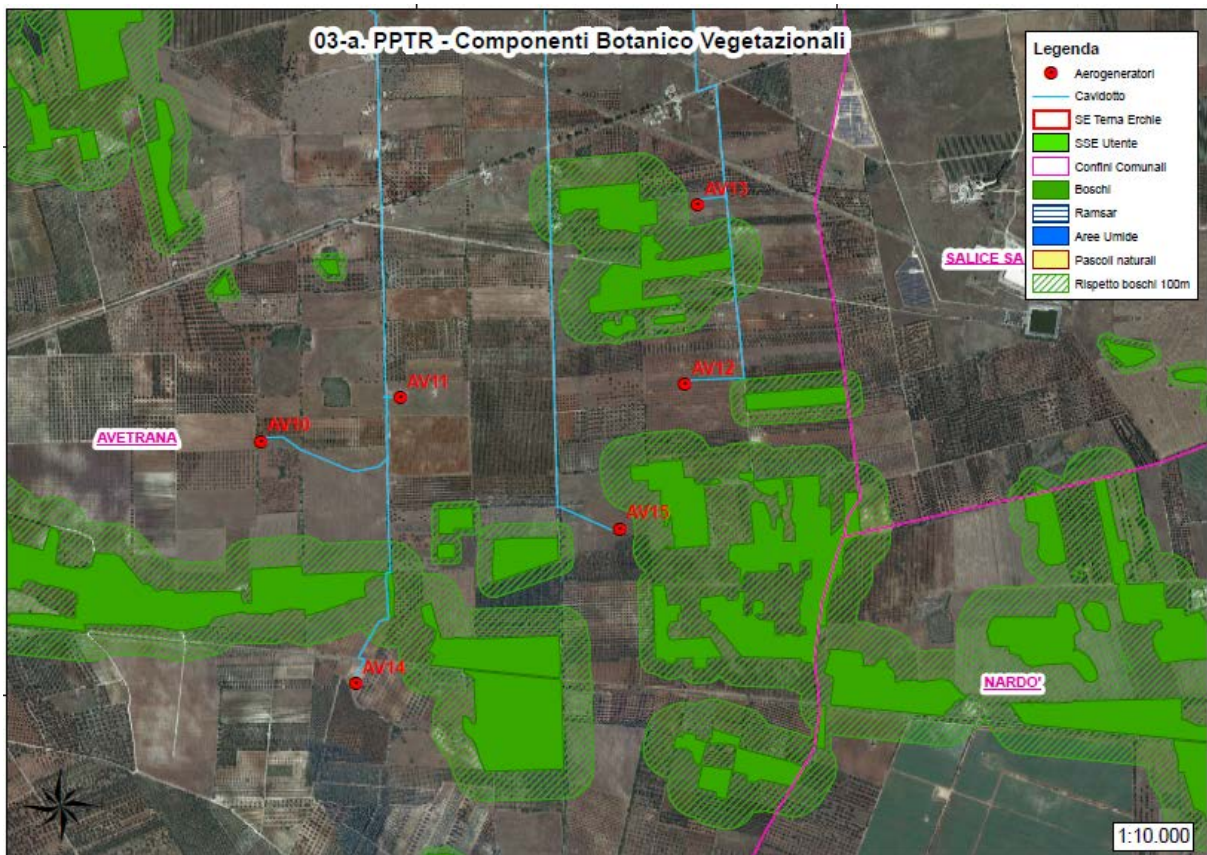 03-a. PPTR - Componenti Botanico Vegetazionali
Legenda
Aerogeneratori
Cavidotto
SE Terna Erchie
SSE Utente
Confini Comunali
Boschi
Ramsar
Aree Umide
Pascoli naturali
Rispetto boschi 100m
AV13
SALICE SA
AV12
AV11
AV10
AVETRANA
AV15
AV14
NARDO'
1:10.000